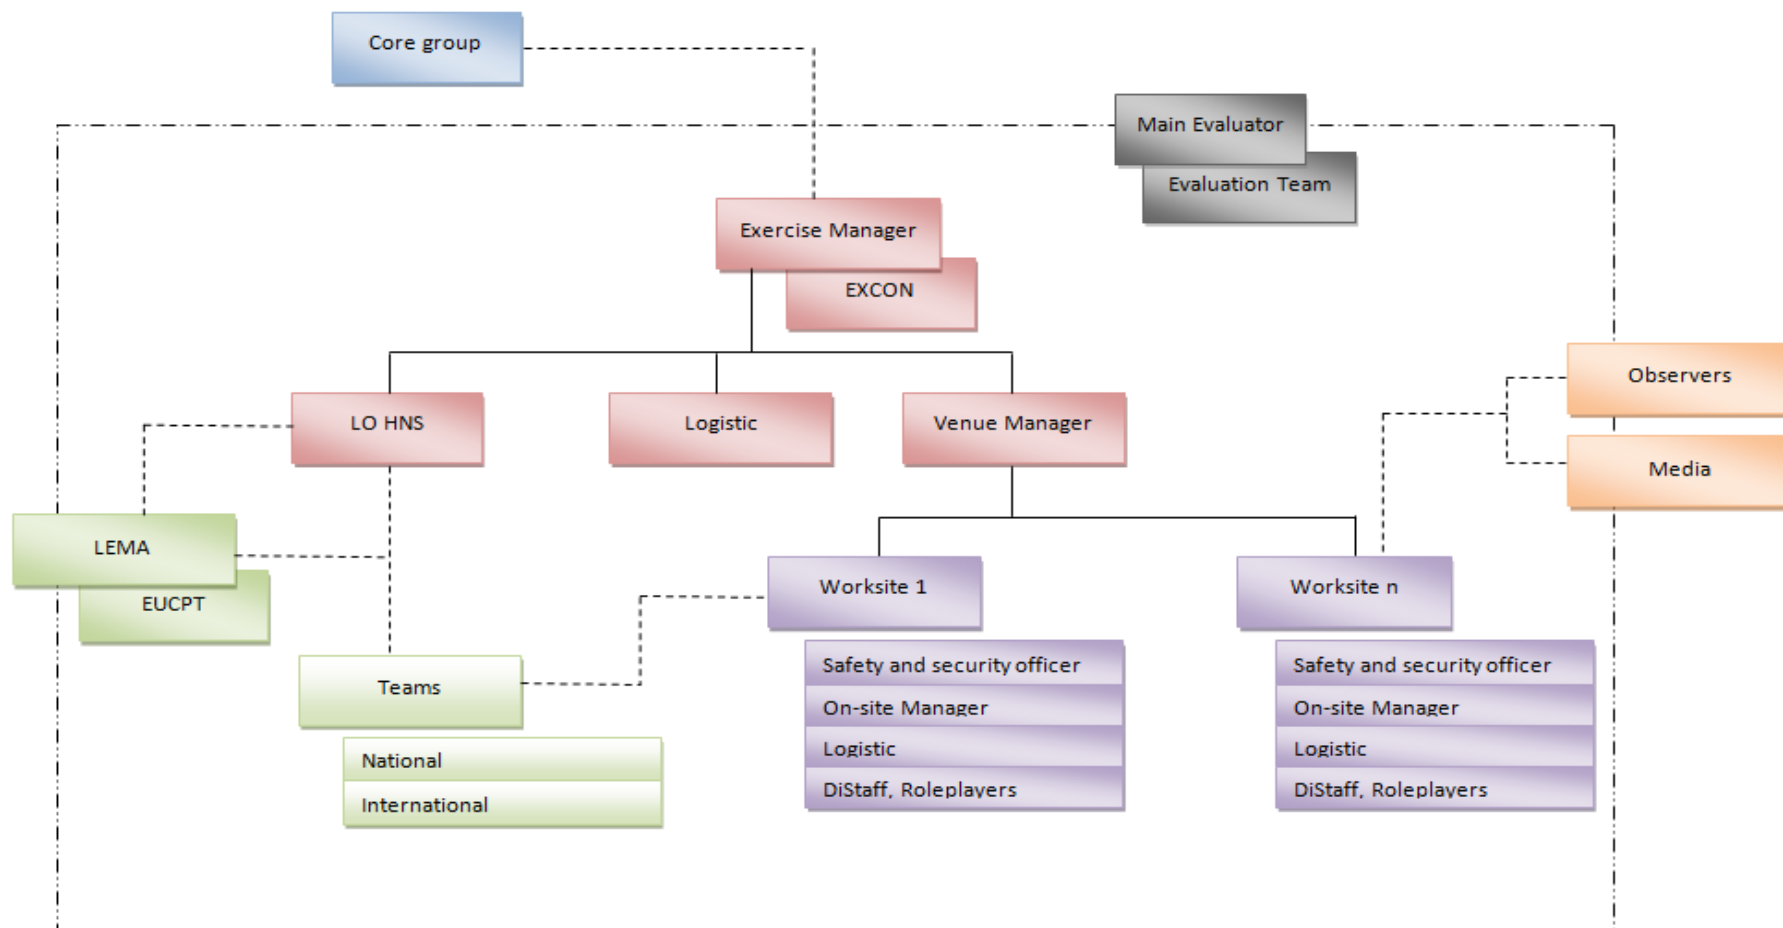 Core group
Main Evaluator
Evaluation Team
Exercise Manager
EXCON
Observers
LO HNS
Logistic
Venue Manager
Media
LEMA
EUCPT
Worksite 1
Worksite n
Teams
National
International
Safety and security officer
On-site Manager
Logistic
DiStaff, Roleplayers
Safety and security officer
On-site Manager
Logistic
DiStaff, Roleplayers